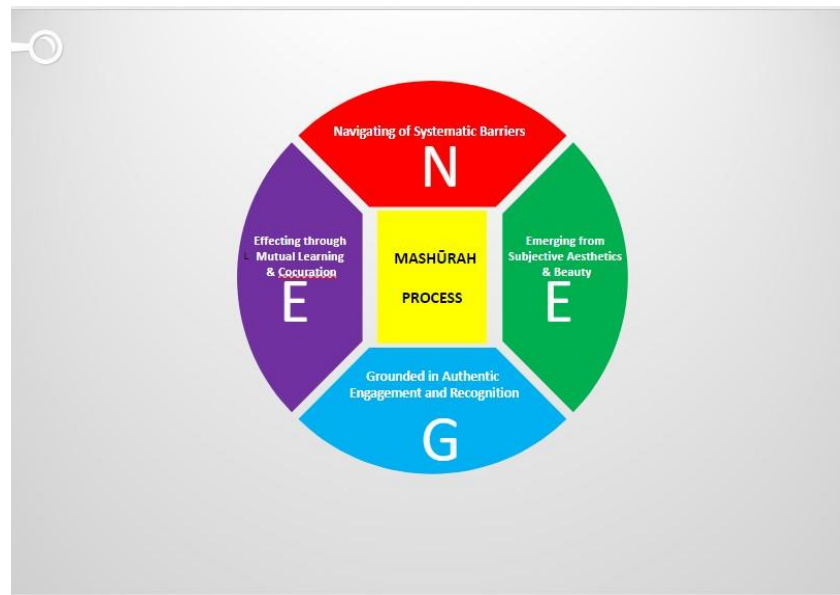 Navigating of Systematic Barriers
N
Effecting through
Mutual Learning
& Cocuration
E
MASHŪRAH
PROCESS
Emerging from
Subjective Aesthetics
& Beauty
E
Grounded in Authentic
Engagement and Recognition
G